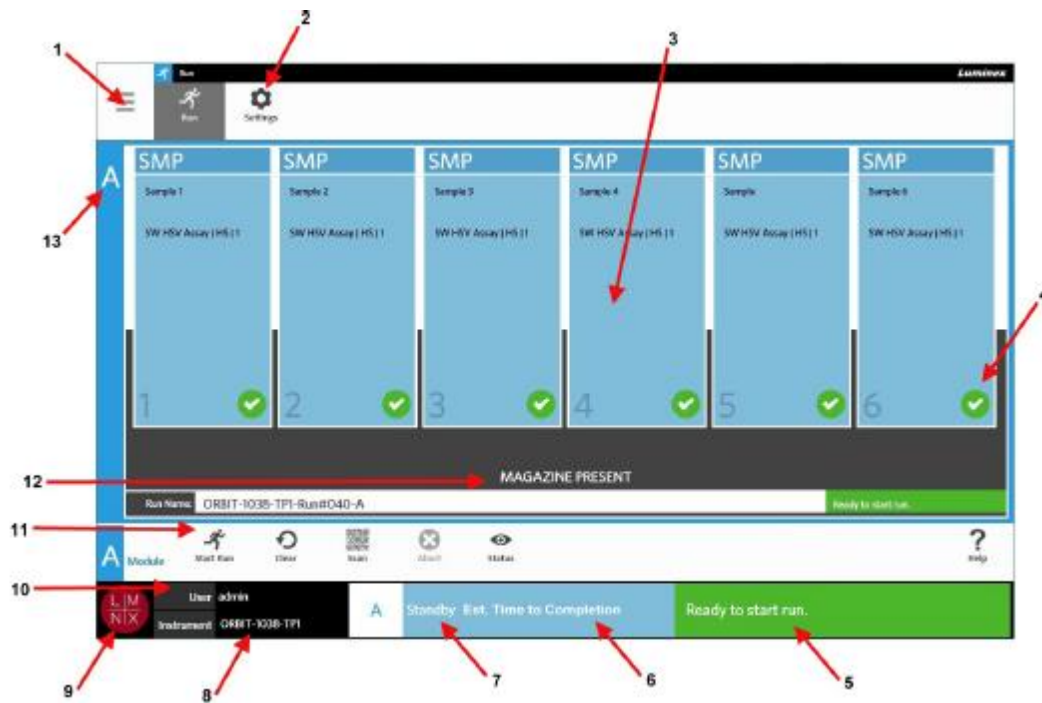 2
1
3
Run
Luminex
Run
Settings
A
SMP
SMP
SMP
SMP
SMP
SMP
Sample 1
Sample 2
Sample 3
Sample 4
Sample
Sample 6
13
SW HSV Assay | HS | 1
SW HSV Assay | HS | 1
SW HSV Assay | HS | 1
SW HSV Assay | HS | 1
SW HSV Assay | HS | 1
SW HSV Assay | HS | 1
4
1
2
3
4
5
6
12
MAGAZINE PRESENT
Run Name: ORBIT-1038-TP1-Run#040-A
Ready to start run.
11
A Module
Start Run
Clear
Scan
Abort
Status
?
Help
10
L M
N X
User admin
Instrument ORBIT-1038-TP1
A
Standby Est. Time to Completion
Ready to start run.
9
8
7
6
5